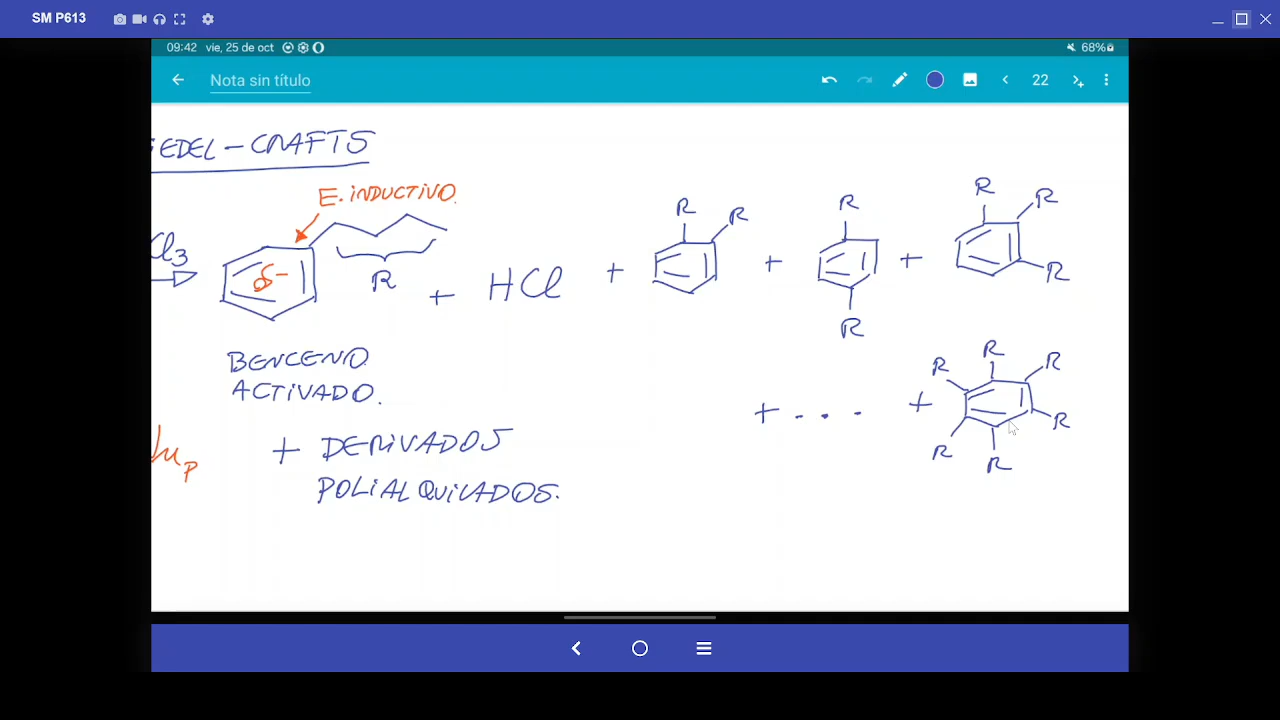 SM P613
09:42 vie, 25 de oct 68%
Nota sin título
22
EDEL-CRAFTS
E. INDUCTIVO.
Cl3
δ-
R
+ HCl + R R + R R + R R R
BENCENO
ACTIVADO.
+ ... + R R R R R R
+ DERIVADOS
POLIALQUILADOS.